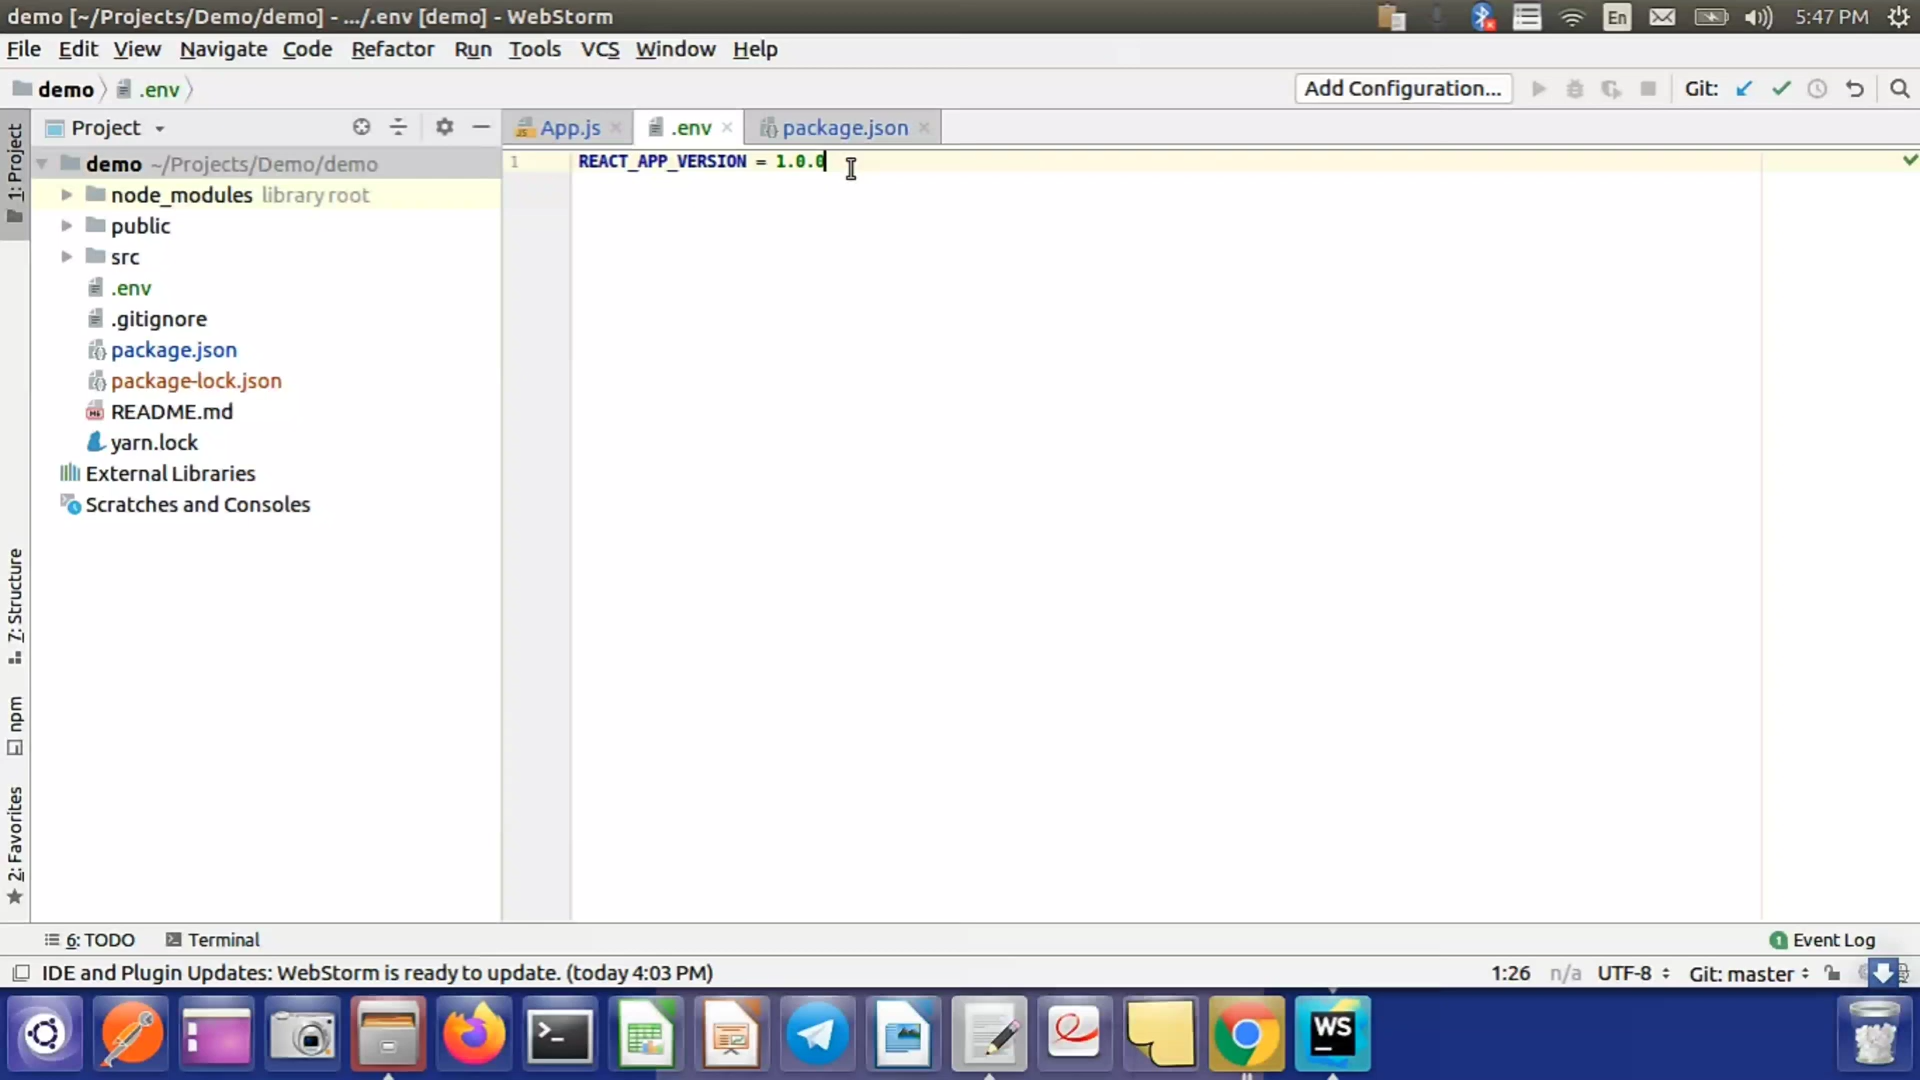 demo [~/Projects/Demo/demo] - .../.env [demo] - WebStorm
En
5:47 PM
File Edit View Navigate Code Refactor Run Tools VCS Window Help
demo .env
Add Configuration...
Git:
Project
App.js
.env
package.json
1: Project
demo ~/Projects/Demo/demo
1 REACT_APP_VERSION = 1.0.0
node_modules library root
public
src
.env
.gitignore
package.json
package-lock.json
README.md
yarn.lock
External Libraries
Scratches and Consoles
7: Structure
npm
2: Favorites
6: TODO
Terminal
1 Event Log
IDE and Plugin Updates: WebStorm is ready to update. (today 4:03 PM)
1:26 n/a UTF-8 Git: master
WS